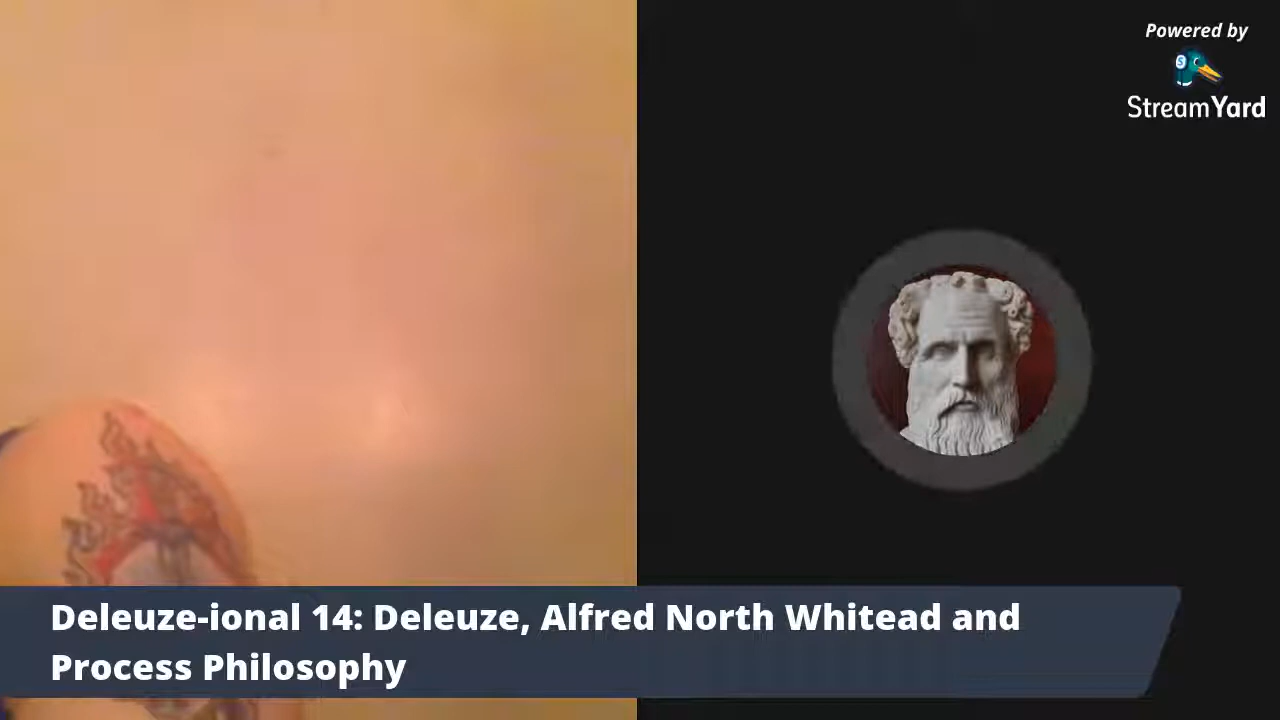 Powered by
StreamYard
Deleuze-ional 14: Deleuze, Alfred North Whitead and
Process Philosophy